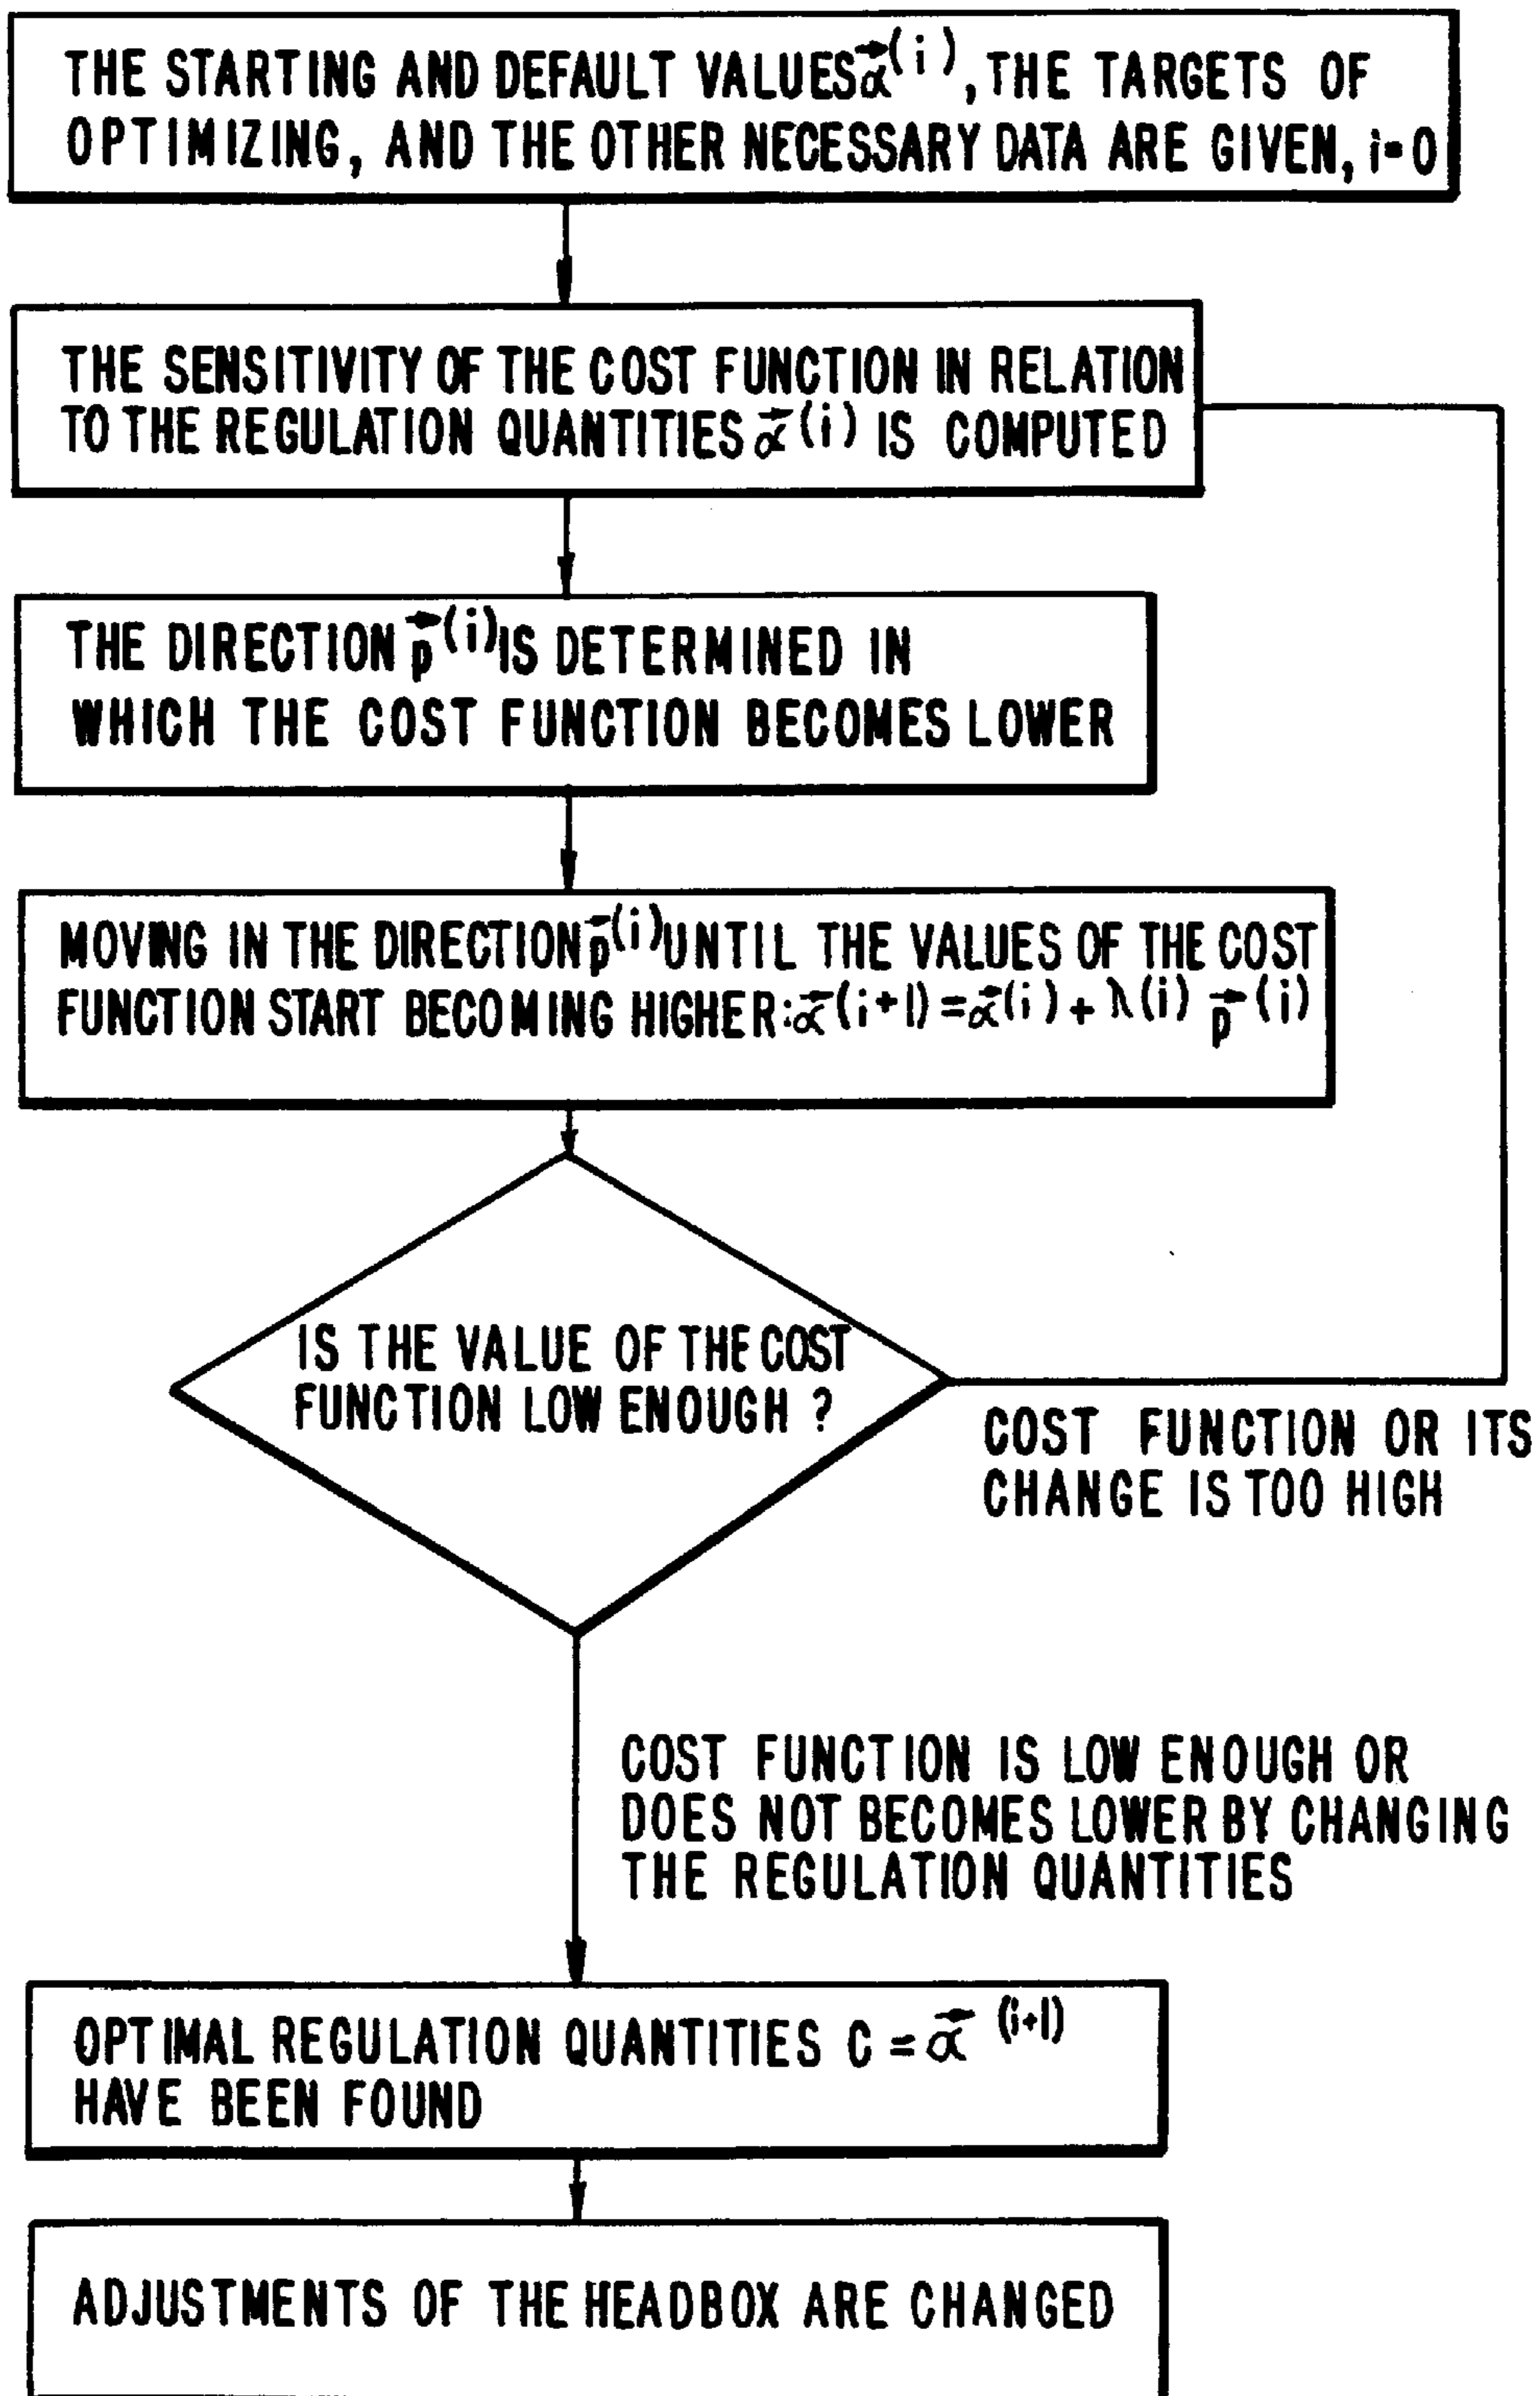 THE STARTING AND DEFAULT VALUES α⃗(i), THE TARGETS OF
OPTIMIZING, AND THE OTHER NECESSARY DATA ARE GIVEN, i=0
THE SENSITIVITY OF THE COST FUNCTION IN RELATION
TO THE REGULATION QUANTITIES α⃗(i) IS COMPUTED
THE DIRECTION p⃗(i) IS DETERMINED IN
WHICH THE COST FUNCTION BECOMES LOWER
MOVING IN THE DIRECTION p⃗(i) UNTIL THE VALUES OF THE COST
FUNCTION START BECOMING HIGHER: α⃗(i+1) = α⃗(i) + λ(i) p⃗(i)
IS THE VALUE OF THE COST
FUNCTION LOW ENOUGH ?
COST FUNCTION OR ITS
CHANGE IS TOO HIGH
COST FUNCTION IS LOW ENOUGH OR
DOES NOT BECOMES LOWER BY CHANGING
THE REGULATION QUANTITIES
OPTIMAL REGULATION QUANTITIES C = α⃗ (i+1)
HAVE BEEN FOUND
ADJUSTMENTS OF THE HEADBOX ARE CHANGED